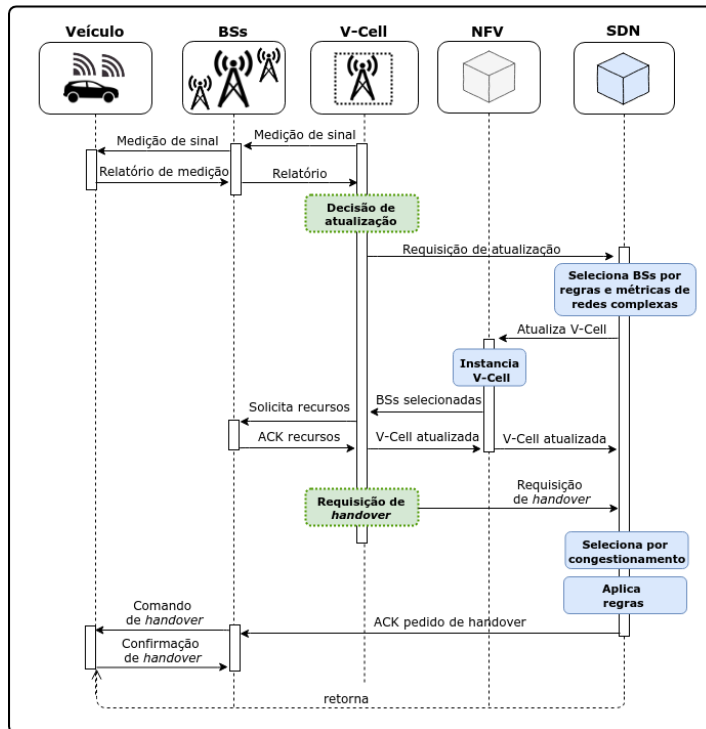 Veículo BSs V-Cell NFV SDN
Medição de sinal
Medição de sinal
Relatório de medição
Relatório
Decisão de
atualização
Requisição de atualização
Seleciona BSs por
regras e métricas de
redes complexas
Atualiza V-Cell
Instancia
V-Cell
BSs selecionadas
Solicita recursos
ACK recursos
V-Cell atualizada
V-Cell atualizada
Requisição de
handover
Requisição
de handover
Seleciona por
congestionamento
Aplica
regras
Comando
de handover
ACK pedido de handover
Confirmação
de handover
retorna